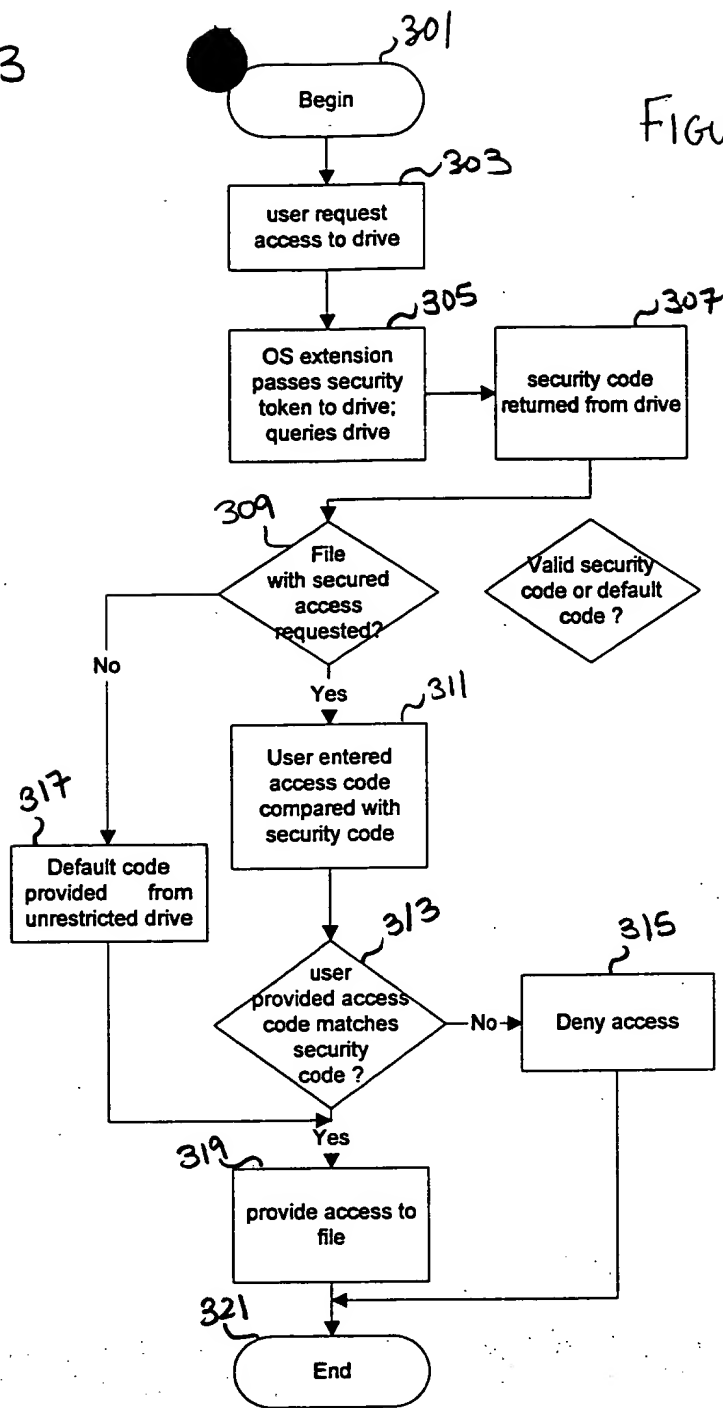 3
301
Begin
FIGU
303
user request
access to drive
305
OS extension
passes security
token to drive;
queries drive
307
security code
returned from drive
309
File
with secured
access
requested?
Valid security
code or default
code ?
No
Yes
311
User entered
access code
compared with
security code
317
Default code
provided from
unrestricted drive
313
user
provided access
code matches
security
code ?
No
315
Deny access
Yes
319
provide access to
file
321
End